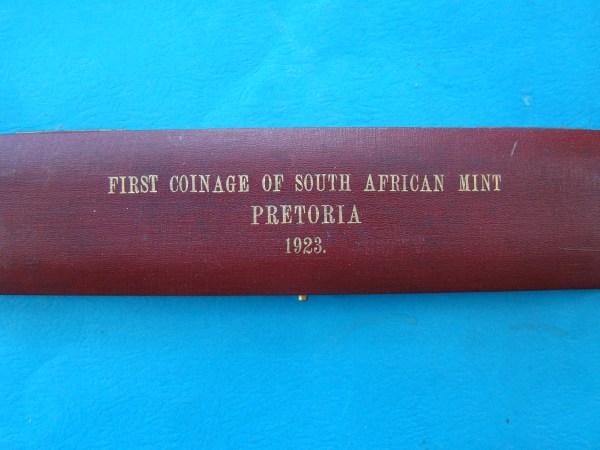 FIRST COINAGE OF SOUTH AFRICAN MINT
PRETORIA
1923.